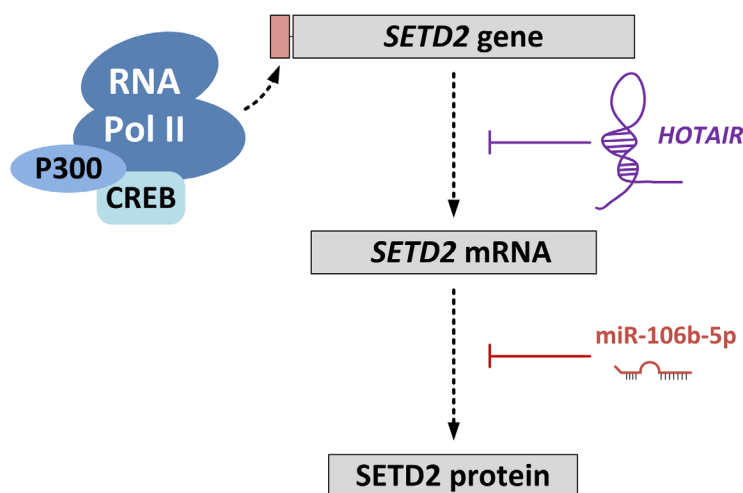 SETD2 gene
RNA
Pol II
P300
CREB
HOTAIR
SETD2 mRNA
miR-106b-5p
SETD2 protein